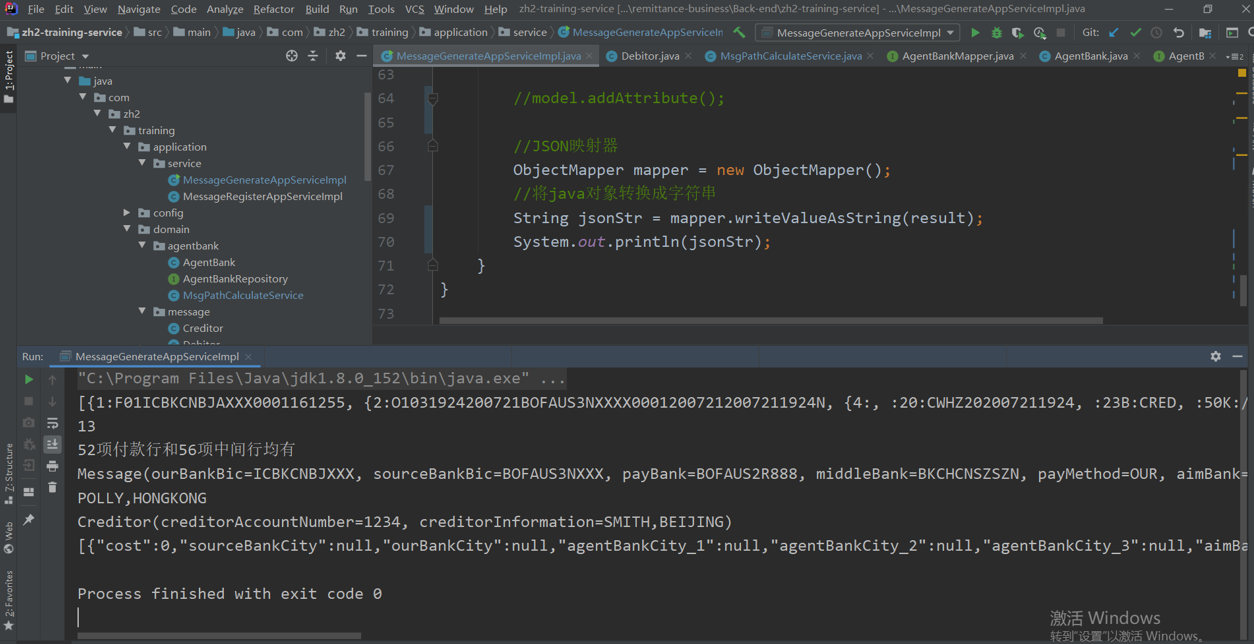 File Edit View Navigate Code Analyze Refactor Build Run Tools VCS Window Help zh2-training-service [...\remittance-business\Back-end\zh2-training-service] - ...\MessageGenerateAppServiceImpl.java
zh2-training-service src main java com zh2 training application service MessageGenerateAppServiceIn MessageGenerateAppServiceImpl Git:
Project MessageGenerateAppServiceImpl.java Debitor.java MsgPathCalculateService.java AgentBankMapper.java AgentBank.java AgentB
1: Project
main
java
com
zh2
training
application
service
MessageGenerateAppServiceImpl
MessageRegisterAppServiceImpl
config
domain
agentbank
AgentBank
AgentBankRepository
MsgPathCalculateService
message
Creditor
Debitor
63
64 //model.addAttribute();
65
66 //JSON映射器
67 ObjectMapper mapper = new ObjectMapper();
68 //将java对象转换成字符串
69 String jsonStr = mapper.writeValueAsString(result);
70 System.out.println(jsonStr);
71 }
72 }
73
Run: MessageGenerateAppServiceImpl
"C:\Program Files\Java\jdk1.8.0_152\bin\java.exe" ...
[{1:F01ICBKCNBJAXXX0001161255, {2:O1031924200721BOFAUS3NXXXX00012007212007211924N, {4:, :20:CWHZ202007211924, :23B:CRED, :50K:/
13
52项付款行和56项中间行均有
Message(ourBankBic=ICBKCNBJXXX, sourceBankBic=BOFAUS3NXXX, payBank=BOFAUS2R888, middleBank=BKCHCNSZSZN, payMethod=OUR, aimBank=
POLLY,HONGKONG
Creditor(creditorAccountNumber=1234, creditorInformation=SMITH,BEIJING)
[{"cost":0,"sourceBankCity":null,"ourBankCity":null,"agentBankCity_1":null,"agentBankCity_2":null,"agentBankCity_3":null,"aimBa
Process finished with exit code 0
Z: Structure
Web
2: Favorites
激活 Windows
转到"设置"以激活 Windows。